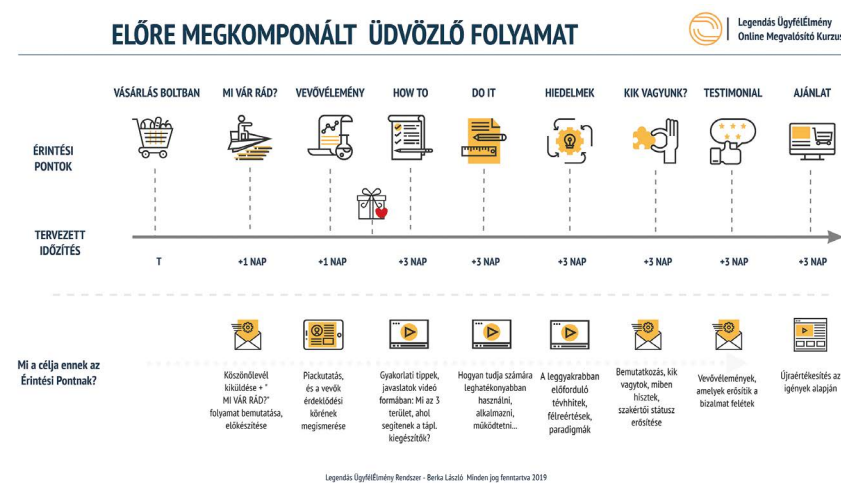 ELŐRE MEGKOMPONÁLT ÜDVÖZLŐ FOLYAMAT
Legendás ÜgyfélÉlmény
Online Megvalósító Kurzus
VÁSÁRLÁS BOLTBAN
MI VÁR RÁD?
VEVŐVÉLEMÉNY
HOW TO
DO IT
HIEDELMEK
KIK VAGYUNK?
TESTIMONIAL
AJÁNLAT
ÉRINTÉSI
PONTOK
TERVEZETT
IDŐZÍTÉS
T
+1 NAP
+1 NAP
+3 NAP
+3 NAP
+3 NAP
+3 NAP
+3 NAP
+3 NAP
Mi a célja ennek az
Érintési Pontnak?
Köszönőlevél
kiküldése + "
MI VÁR RÁD?"
folyamat bemutatása,
előkészítése
Piackutatás,
és a vevők
érdeklődési
körének
megismerése
Gyakorlati tippek,
javaslatok videó
formában: Mi az 3
terület, ahol
segítenek a tápl.
kiegészítők?
Hogyan tudja számára
leghatékonyabban
használni,
alkalmazni,
működtetni...
A leggyakrabban
előforduló
tévhhitek,
félreértések,
paradigmák
Bemutatkozás, kik
vagytok, miben
hisztek,
szakértői státusz
erősítése
Vevővélemények,
amelyek erősítik a
bizalmat felétek
Újraértékesítés az
igények alapján
Legendás ÜgyfélÉlmény Rendszer - Berka László Minden jog fenntartva 2019